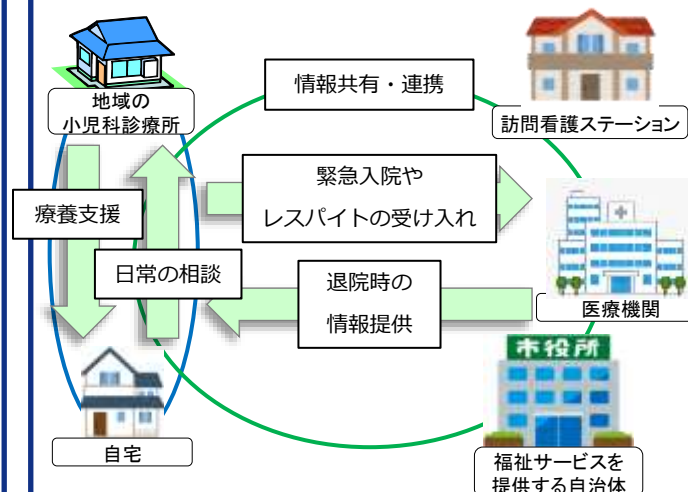 地域の
小児科診療所
情報共有・連携
訪問看護ステーション
療養支援
緊急入院や
レスパイトの受け入れ
日常の相談
退院時の
情報提供
医療機関
市役所
自宅
福祉サービスを
提供する自治体